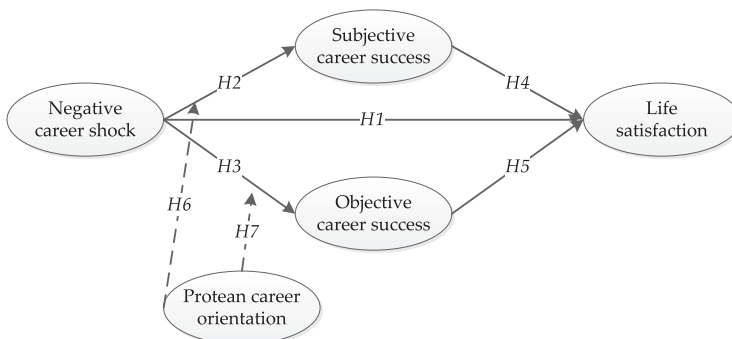 Subjective
career success
H2
H4
Negative
career shock
H1
Life
satisfaction
H3
H5
H6
Objective
career success
H7
Protean career
orientation